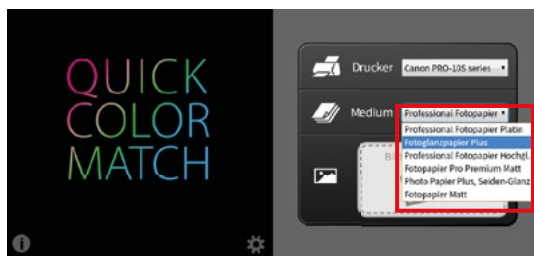 QUICK
COLOR
MATCH
Drucker
Canon PRO-10S series
Medium
Professional Fotopapier
Professional Fotopapier Platin
Fotoglanzpapier Plus
Professional Fotopapier Hochgl.
Fotopapier Pro Premium Matt
Photo Papier Plus, Seiden-Glanz
Fotopapier Matt